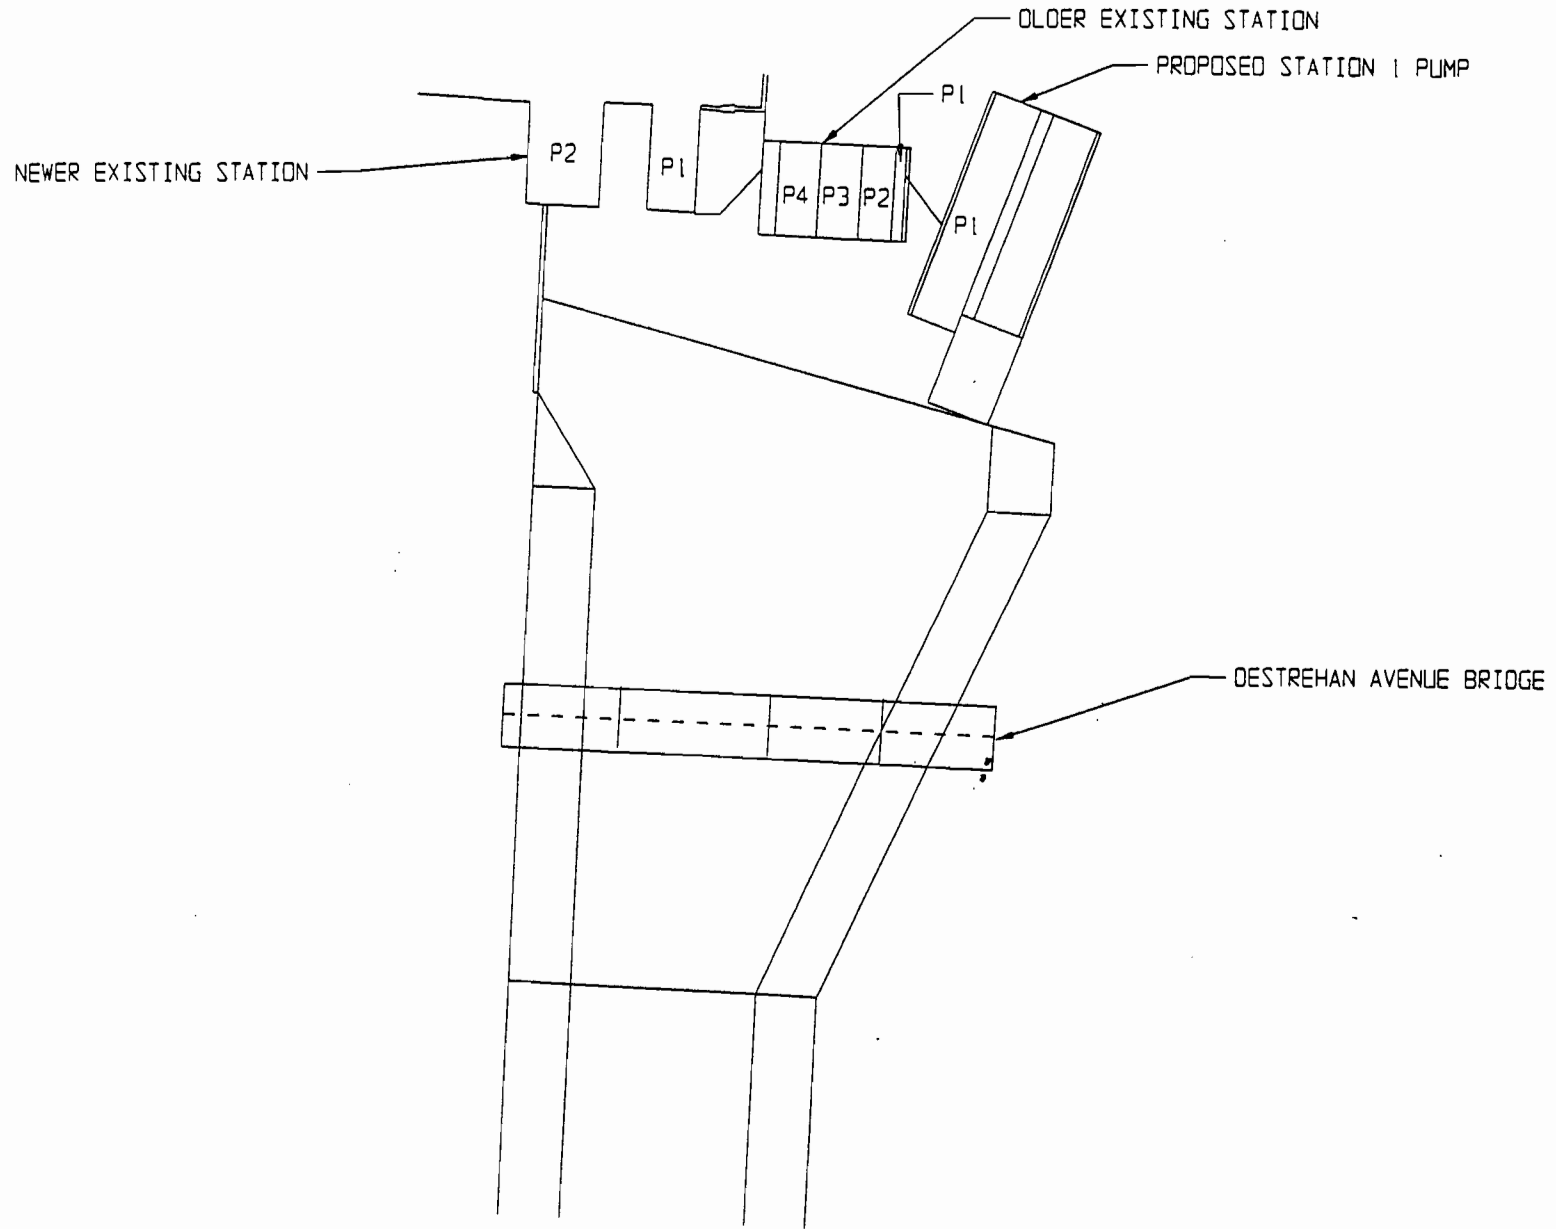 OLDER EXISTING STATION
PROPOSED STATION 1 PUMP
P1
NEWER EXISTING STATION
P2
P1
P4
P3
P2
P1
DESTREHAN AVENUE BRIDGE